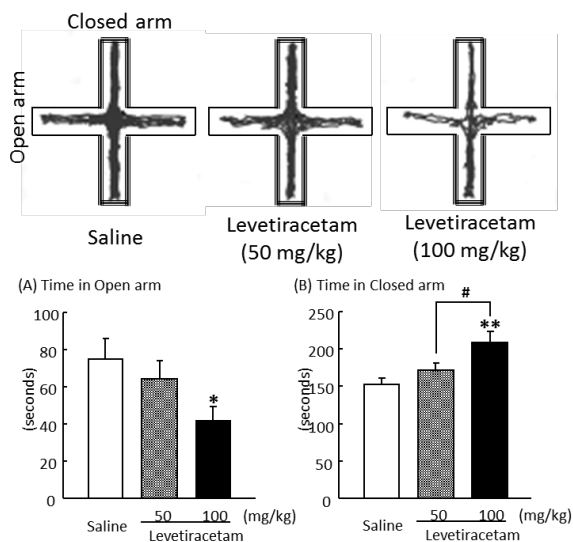 Closed arm
Open arm
Saline
Levetiracetam
(50 mg/kg)
Levetiracetam
(100 mg/kg)
(A) Time in Open arm
(seconds)
100
80
60
40
20
0
*
Saline
50
100
(mg/kg)
Levetiracetam
(B) Time in Closed arm
(seconds)
250
200
150
100
50
0
#
**
Saline
50
100
(mg/kg)
Levetiracetam